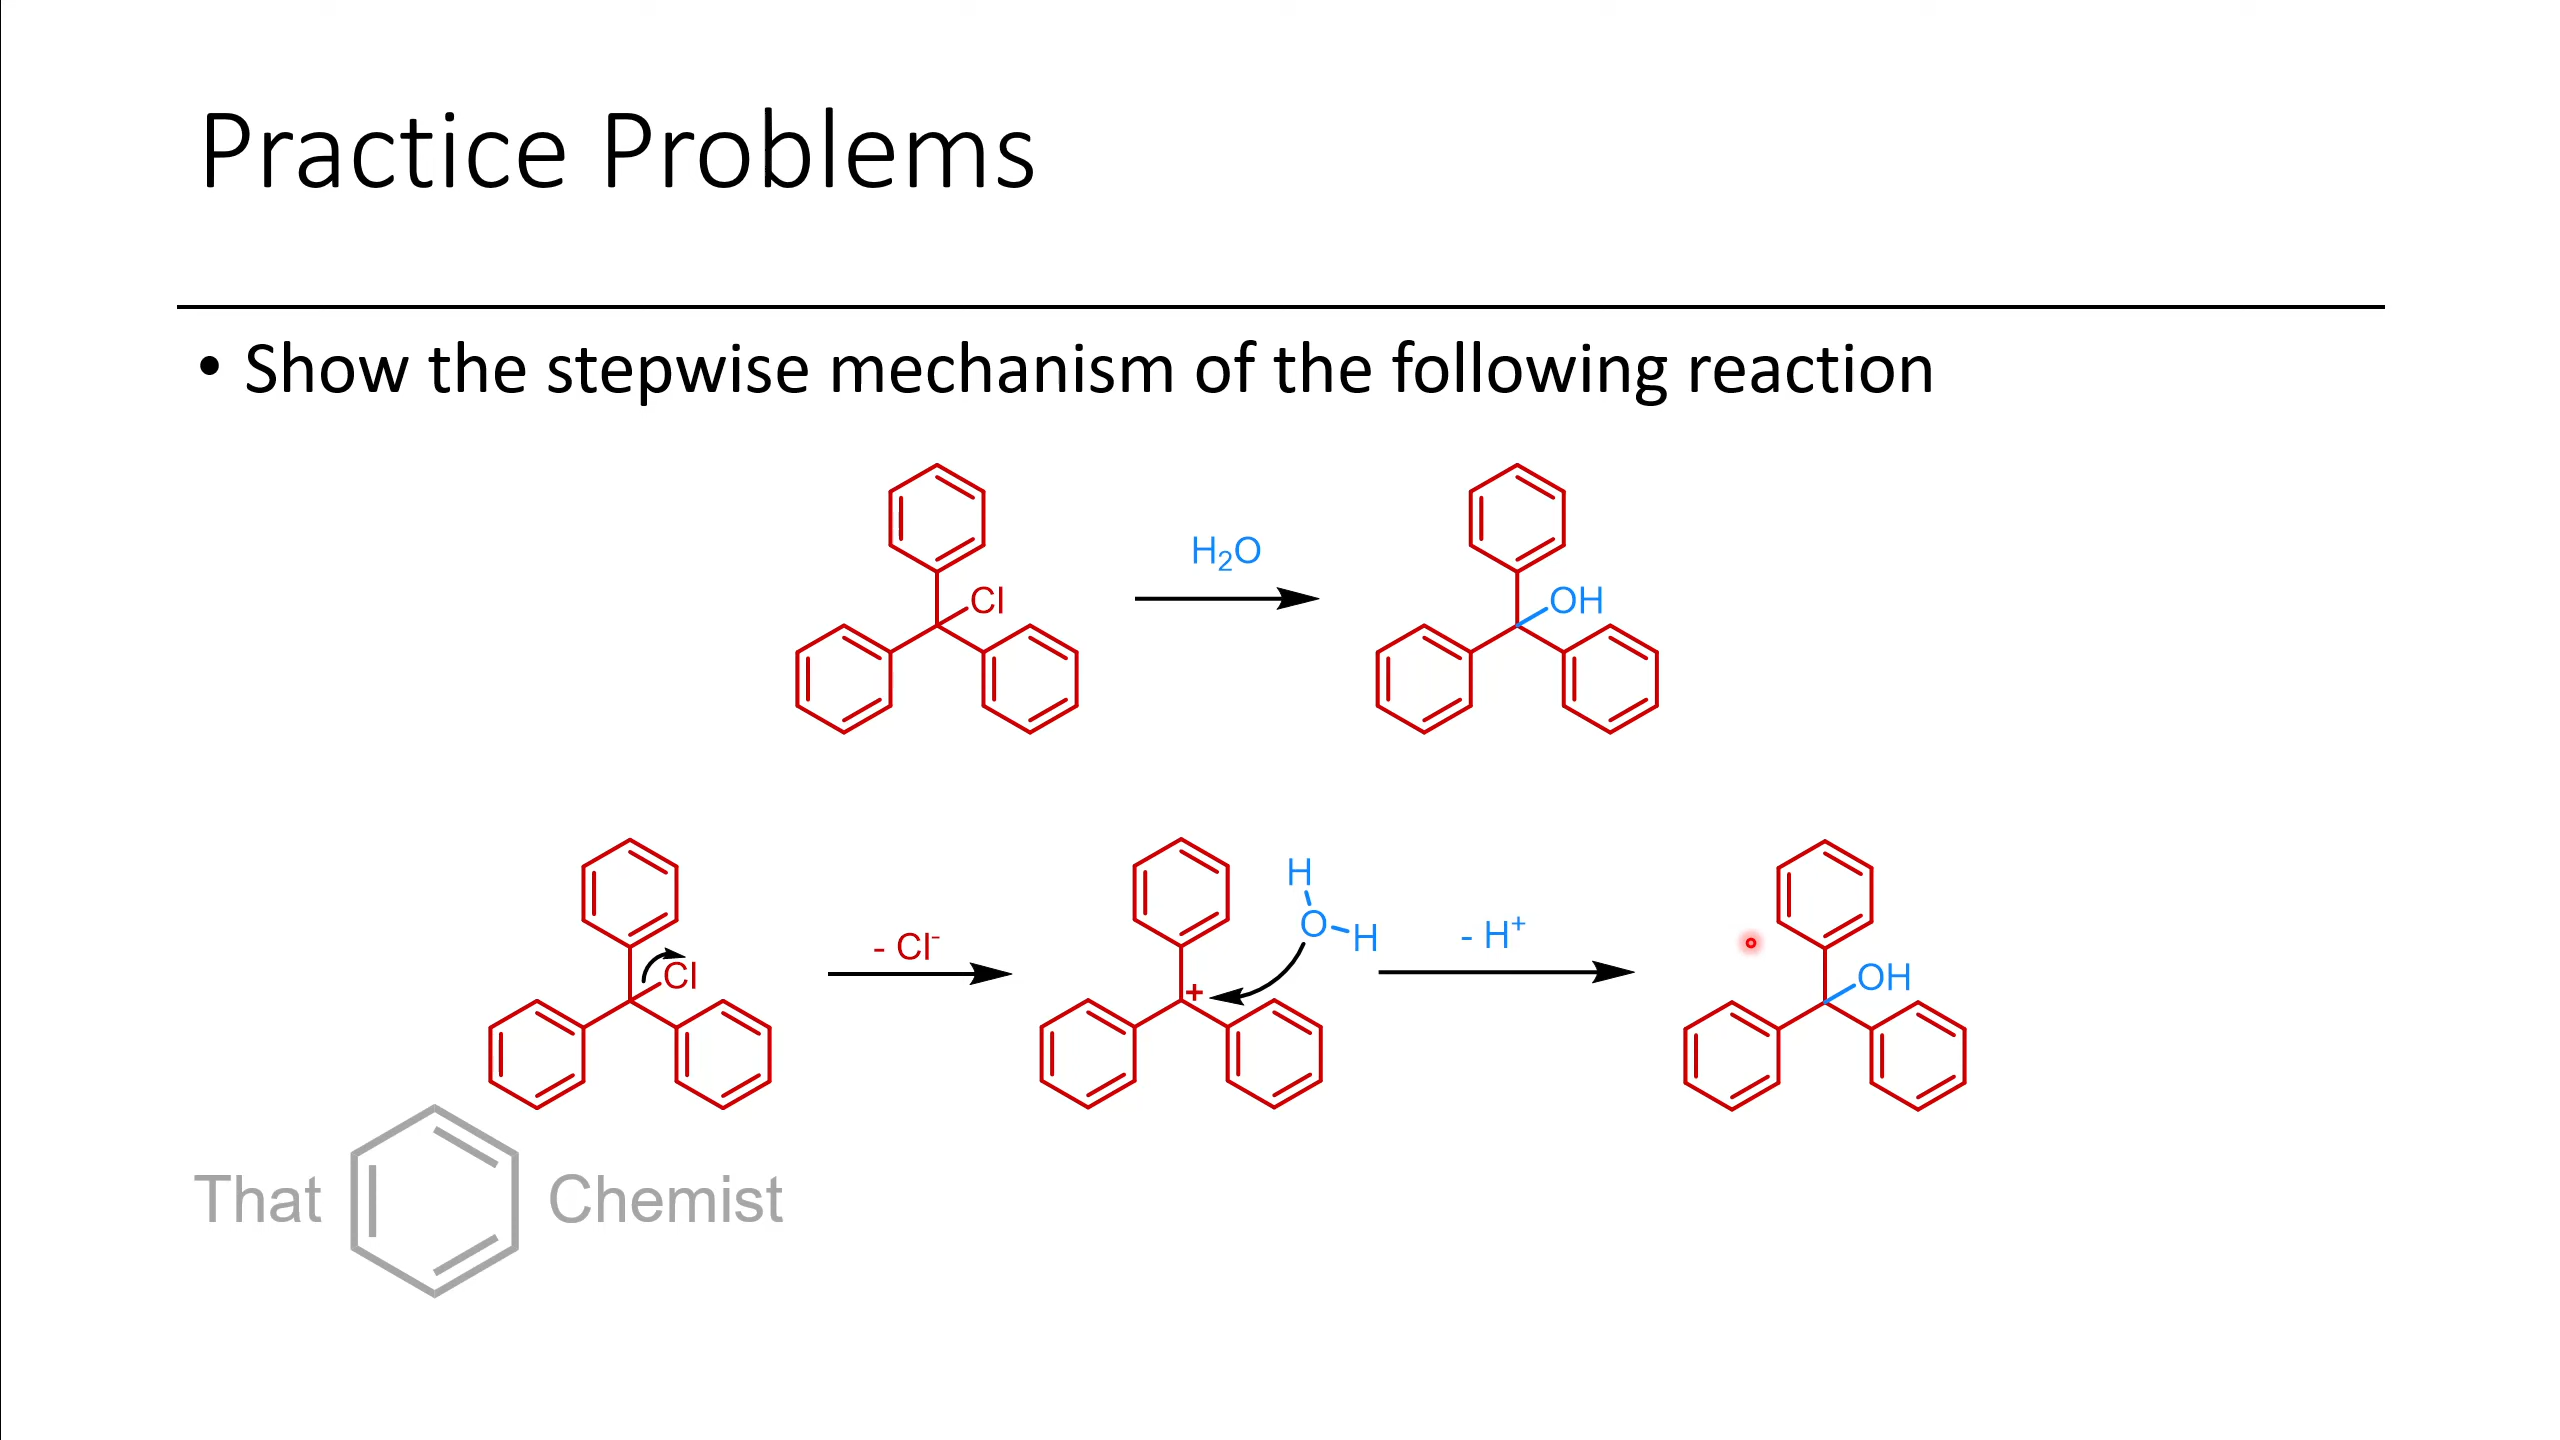 Practice Problems
• Show the stepwise mechanism of the following reaction
H₂O
Cl
OH
H
- Cl⁻
O
H
- H⁺
Cl
+
OH
That Chemist